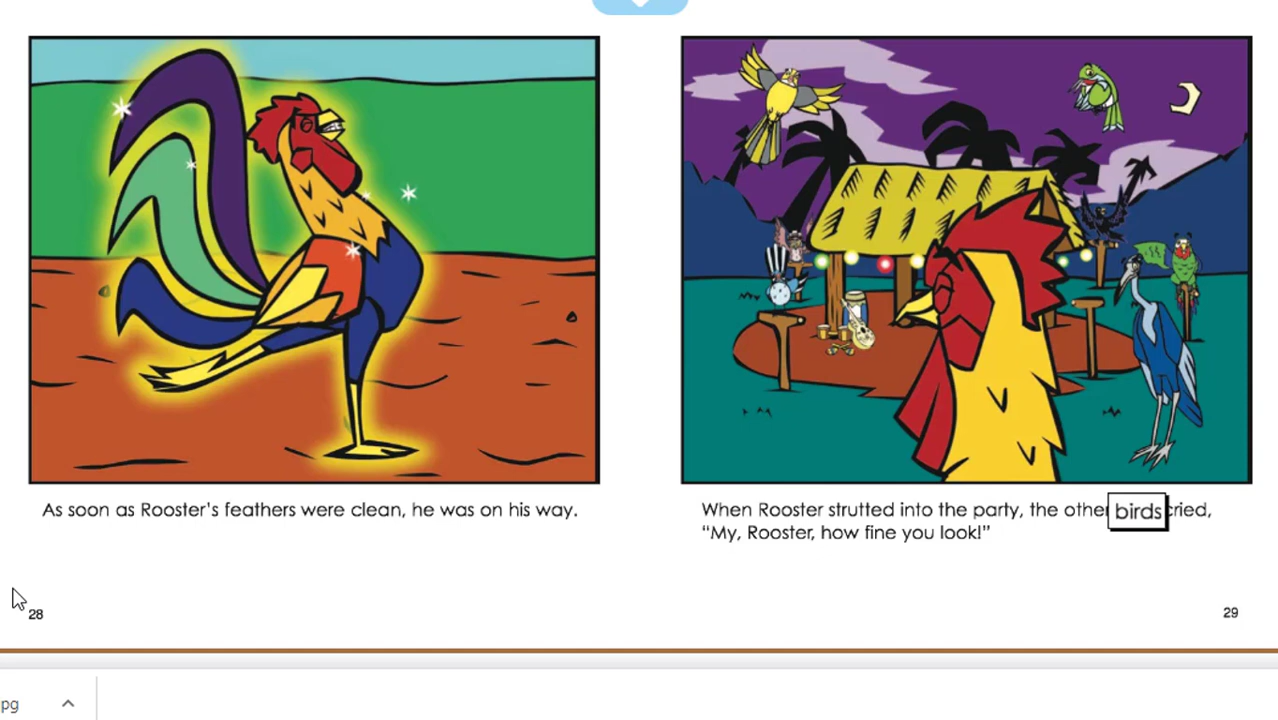 As soon as Rooster's feathers were clean, he was on his way.
28
When Rooster strutted into the party, the other birds cried,
"My, Rooster, how fine you look!"
29
pg